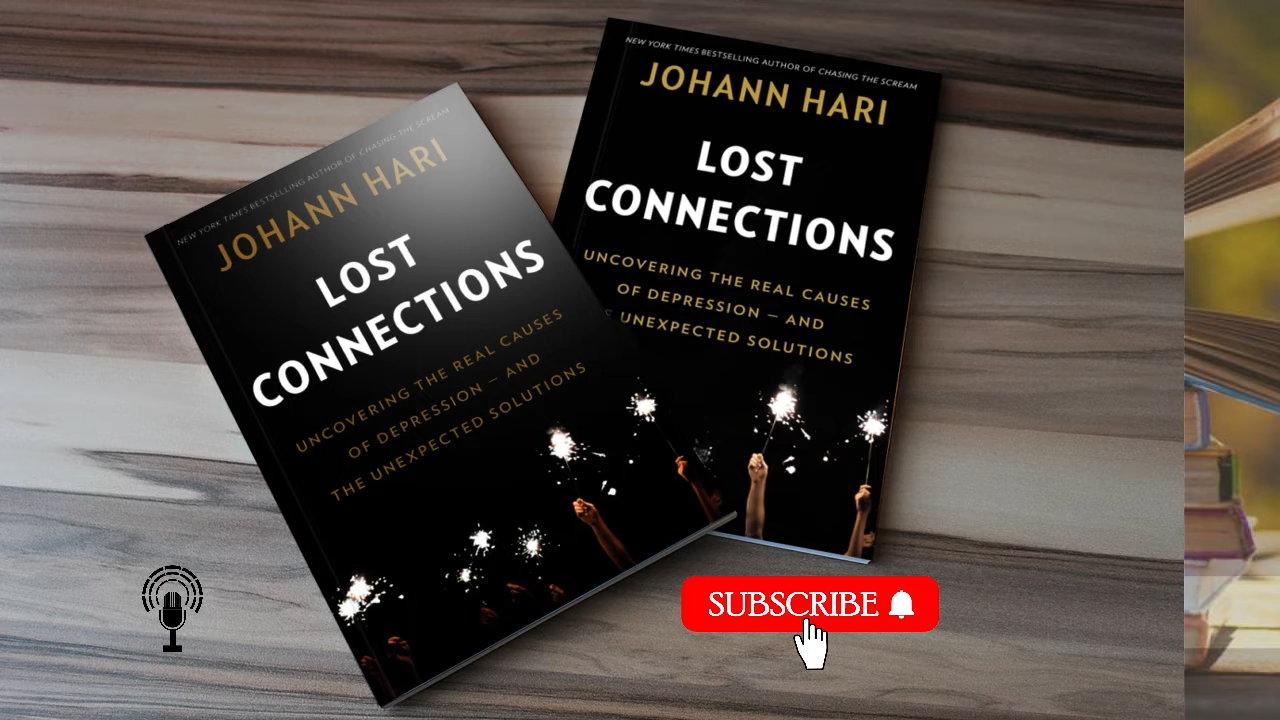 NEW YORK TIMES BESTSELLING AUTHOR OF CHASING THE SCREAM
JOHANN HARI
LOST
CONNECTIONS
UNCOVERING THE REAL CAUSES
OF DEPRESSION – AND
THE UNEXPECTED SOLUTIONS
NEW YORK TIMES BESTSELLING AUTHOR OF CHASING THE SCREAM
JOHANN HARI
LOST
CONNECTIONS
UNCOVERING THE REAL CAUSES
OF DEPRESSION – AND
UNEXPECTED SOLUTIONS
SUBSCRIBE